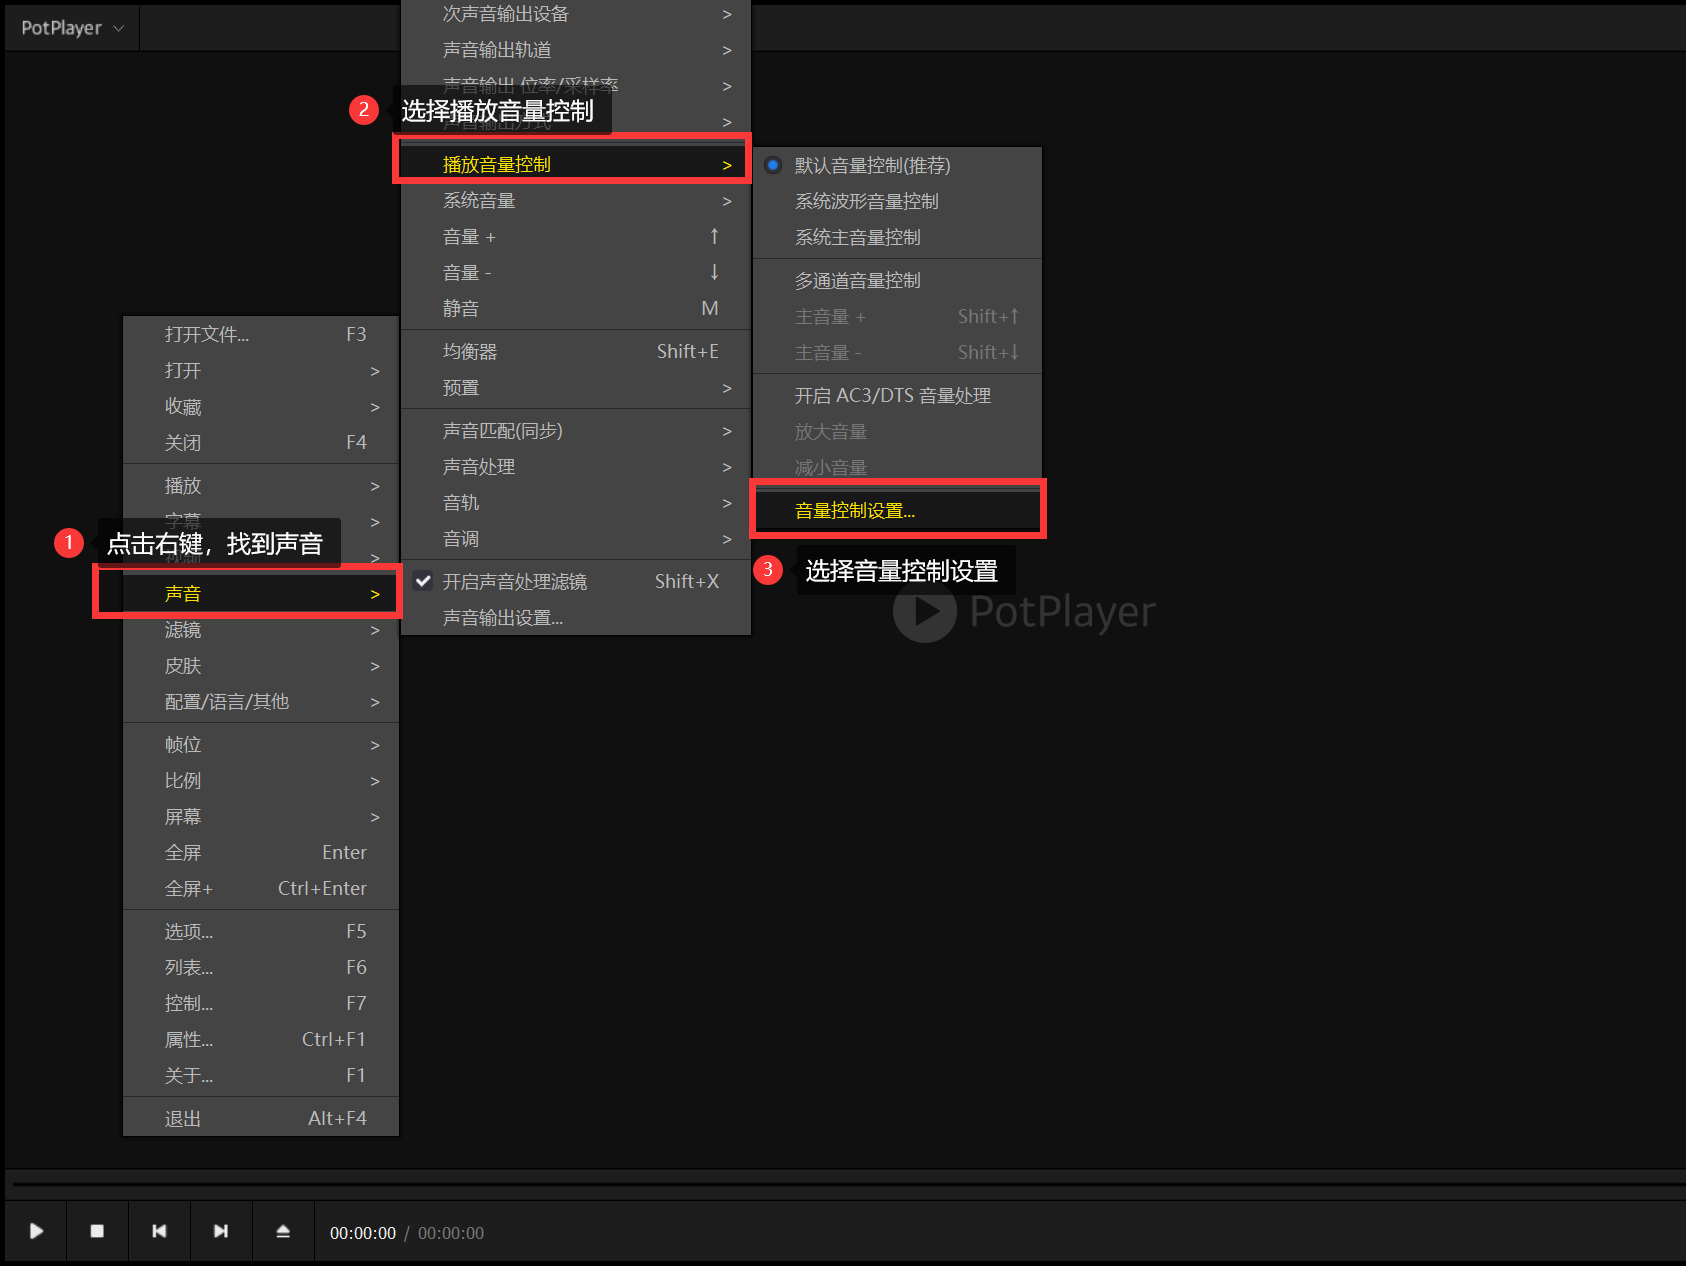 PotPlayer
次声音输出设备 >
声音输出轨道 >
声音输出 位率/采样率 >
2 选择播放音量控制
声音输出方式 >
播放音量控制 >
系统音量 >
音量 + ↑
音量 - ↓
静音 M
均衡器 Shift+E
预置 >
声音匹配(同步) >
声音处理 >
音轨 >
音调 >
开启声音处理滤镜 Shift+X
声音输出设置...
默认音量控制(推荐)
系统波形音量控制
系统主音量控制
多通道音量控制
主音量 + Shift+↑
主音量 - Shift+↓
开启 AC3/DTS 音量处理
放大音量
减小音量
音量控制设置...
3 选择音量控制设置
PotPlayer
打开文件... F3
打开 >
收藏 >
关闭 F4
播放 >
字幕 >
1 点击右键，找到声音
视频 >
声音 >
滤镜 >
皮肤 >
配置/语言/其他 >
帧位 >
比例 >
屏幕 >
全屏 Enter
全屏+ Ctrl+Enter
选项... F5
列表... F6
控制... F7
属性... Ctrl+F1
关于... F1
退出 Alt+F4
00:00:00 / 00:00:00